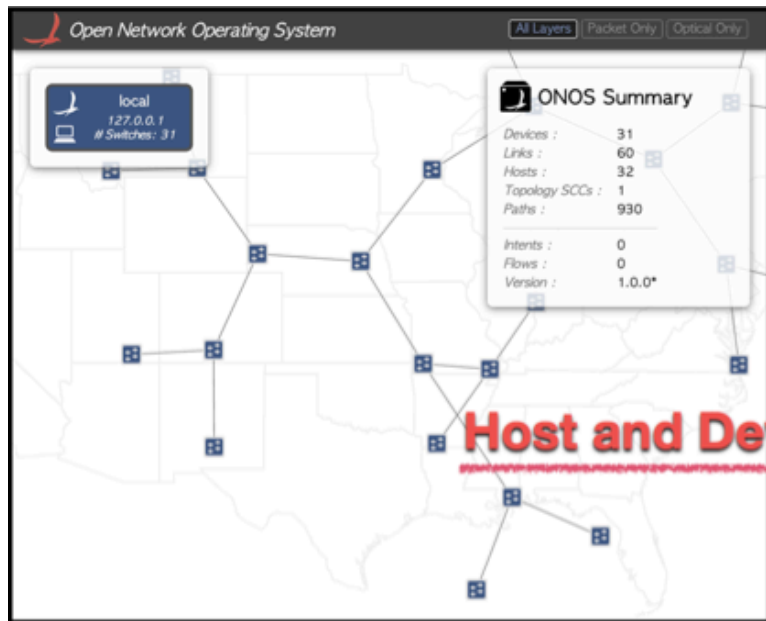 Open Network Operating System
All Layers Packet Only Optical Only
local
127.0.0.1
# Switches: 31
ONOS Summary
Devices : 31
Links : 60
Hosts : 32
Topology SCCs : 1
Paths : 930
Intents : 0
Flows : 0
Version : 1.0.0*
Host and De